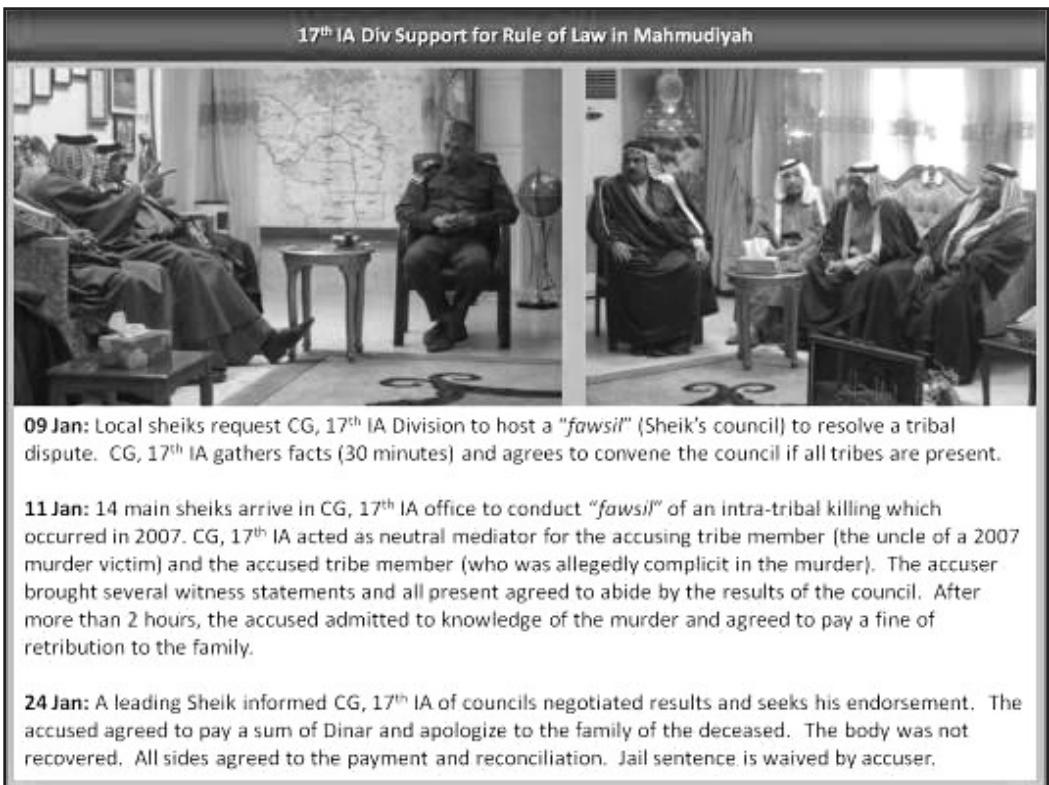 17th IA Div Support for Rule of Law in Mahmudiyah
09 Jan: Local sheiks request CG, 17th IA Division to host a "fawsil" (Sheik's council) to resolve a tribal
dispute. CG, 17th IA gathers facts (30 minutes) and agrees to convene the council if all tribes are present.
11 Jan: 14 main sheiks arrive in CG, 17th IA office to conduct "fawsil" of an intra-tribal killing which
occurred in 2007. CG, 17th IA acted as neutral mediator for the accusing tribe member (the uncle of a 2007
murder victim) and the accused tribe member (who was allegedly complicit in the murder). The accuser
brought several witness statements and all present agreed to abide by the results of the council. After
more than 2 hours, the accused admitted to knowledge of the murder and agreed to pay a fine of
retribution to the family.
24 Jan: A leading Sheik informed CG, 17th IA of councils negotiated results and seeks his endorsement. The
accused agreed to pay a sum of Dinar and apologize to the family of the deceased. The body was not
recovered. All sides agreed to the payment and reconciliation. Jail sentence is waived by accuser.